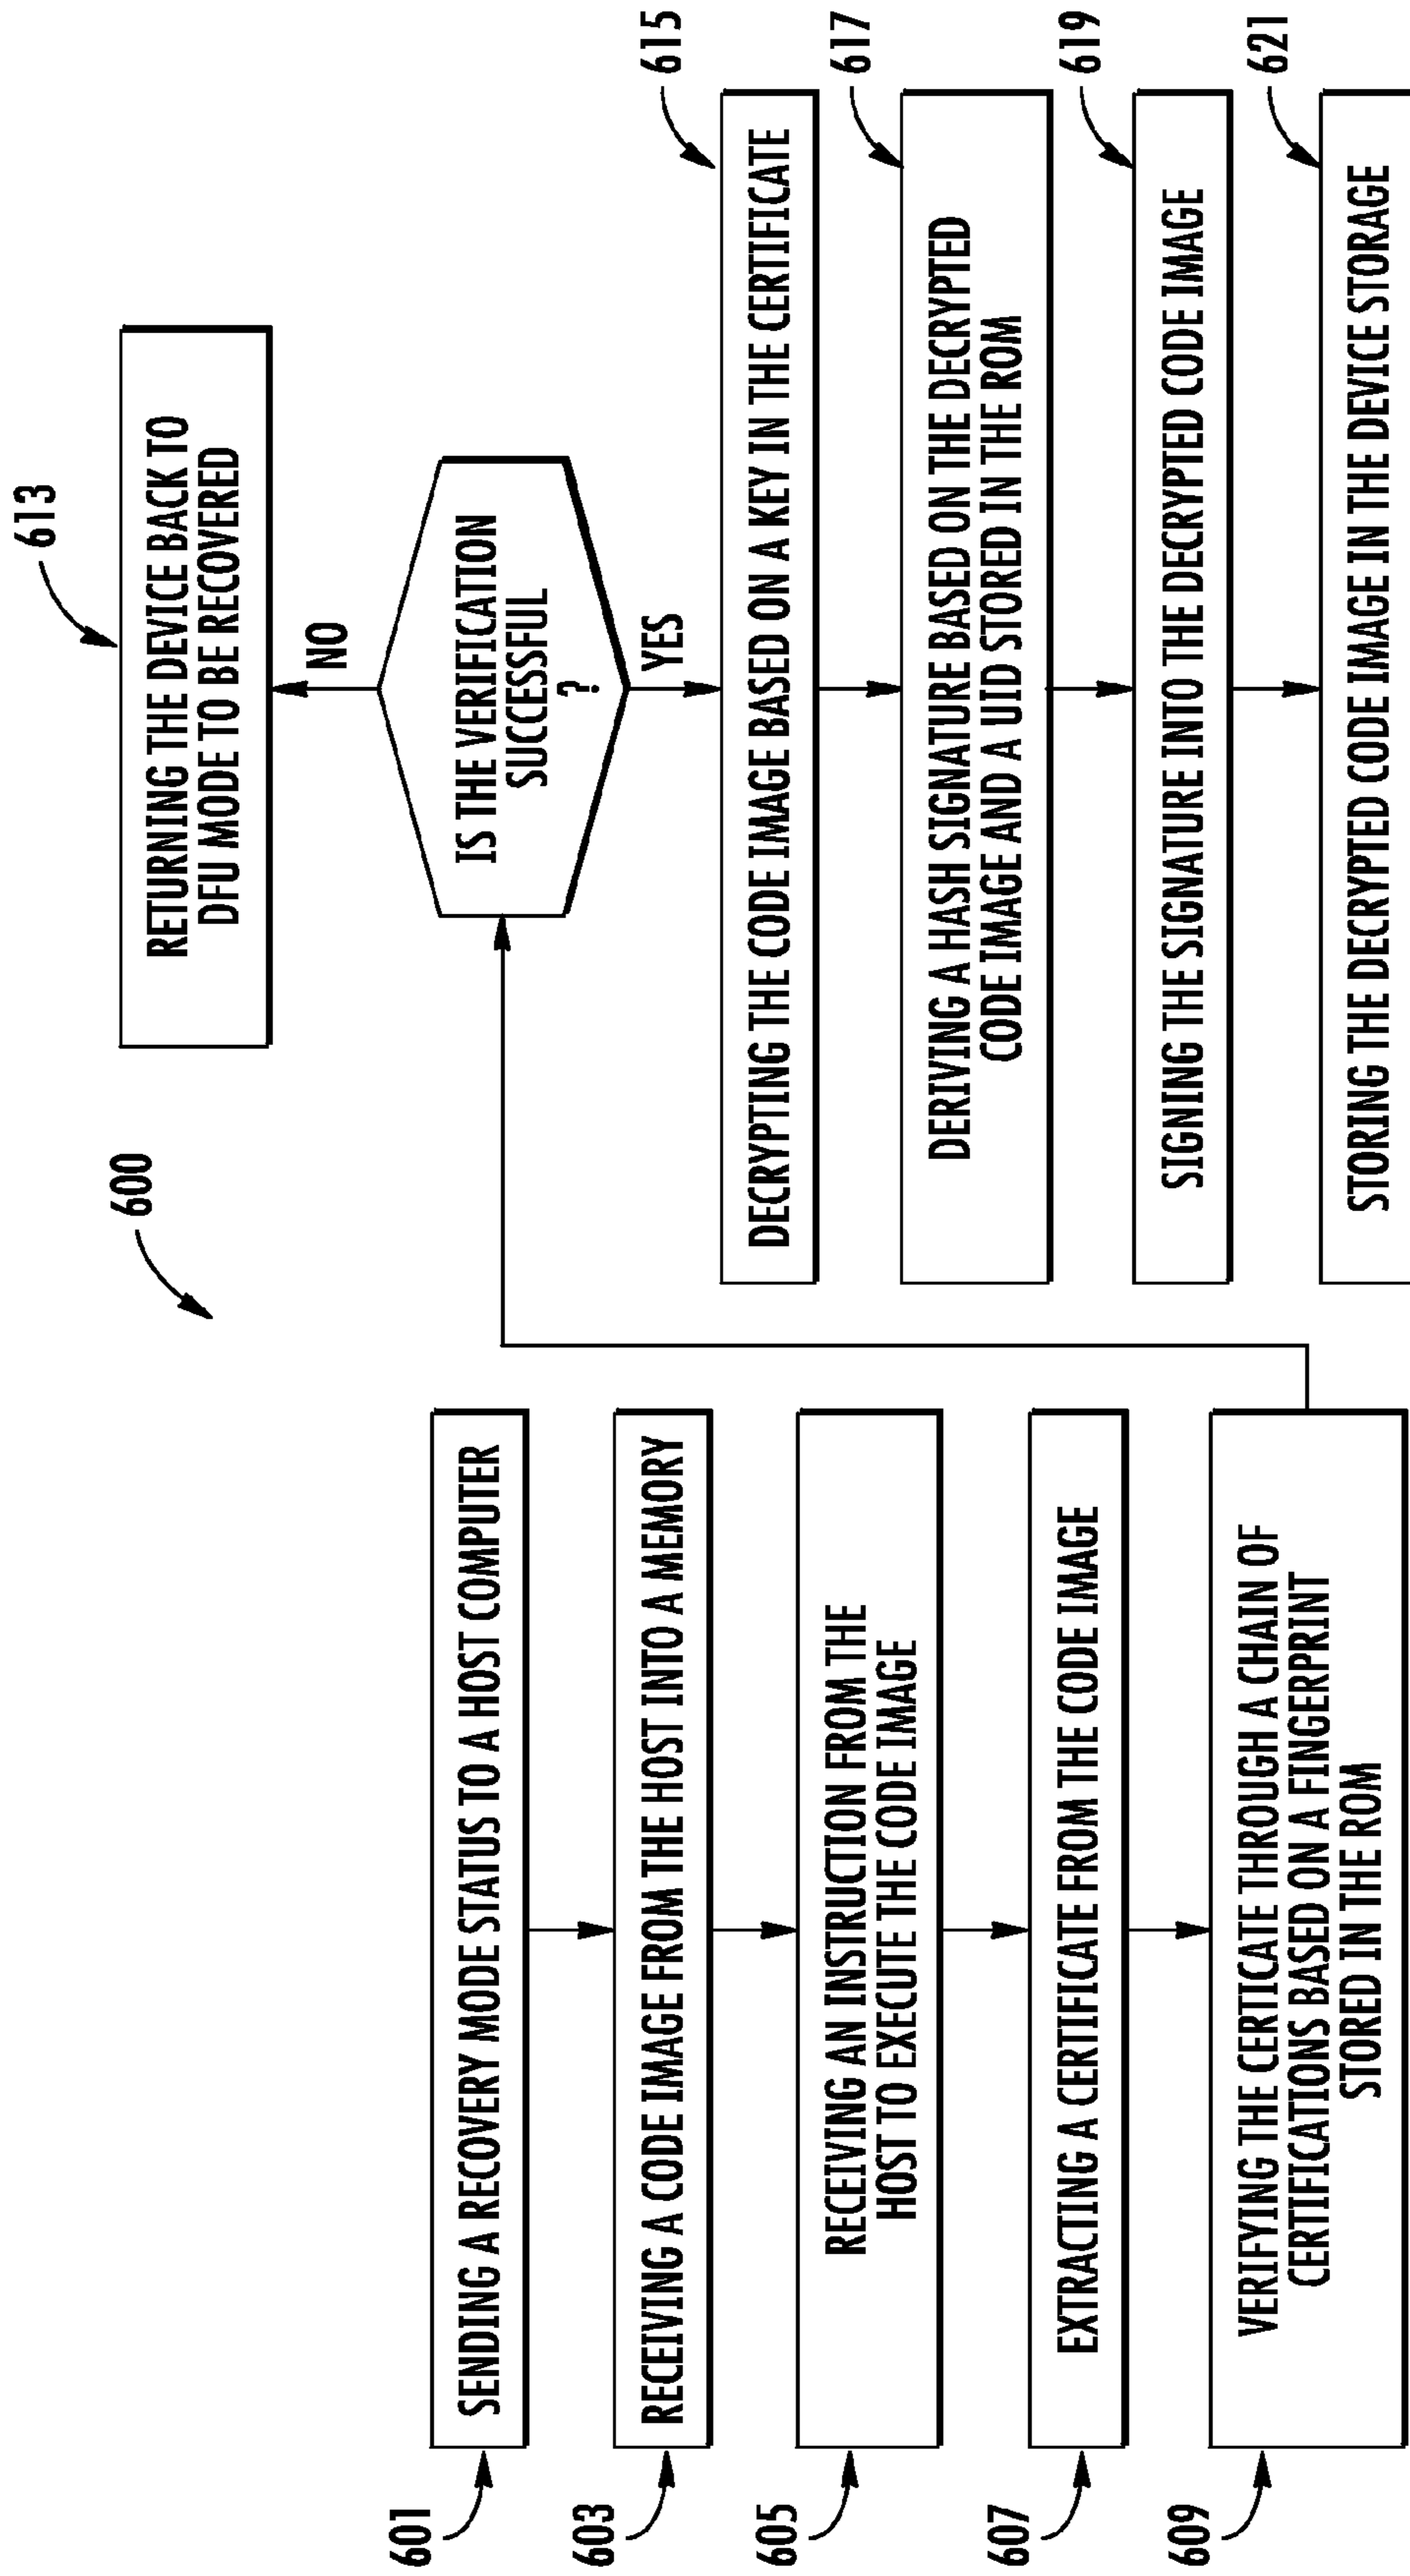 600
601
SENDING A RECOVERY MODE STATUS TO A HOST COMPUTER
603
RECEIVING A CODE IMAGE FROM THE HOST INTO A MEMORY
605
RECEIVING AN INSTRUCTION FROM THE
HOST TO EXECUTE THE CODE IMAGE
607
EXTRACTING A CERTIFICATE FROM THE CODE IMAGE
609
VERIFYING THE CERTICATE THROUGH A CHAIN OF
CERTIFICATIONS BASED ON A FINGERPRINT
STORED IN THE ROM
613
RETURNING THE DEVICE BACK TO
DFU MODE TO BE RECOVERED
NO
IS THE VERIFICATION
SUCCESSFUL
?
YES
615
DECRYPTING THE CODE IMAGE BASED ON A KEY IN THE CERTIFICATE
617
DERIVING A HASH SIGNATURE BASED ON THE DECRYPTED
CODE IMAGE AND A UID STORED IN THE ROM
619
SIGNING THE SIGNATURE INTO THE DECRYPTED CODE IMAGE
621
STORING THE DECRYPTED CODE IMAGE IN THE DEVICE STORAGE